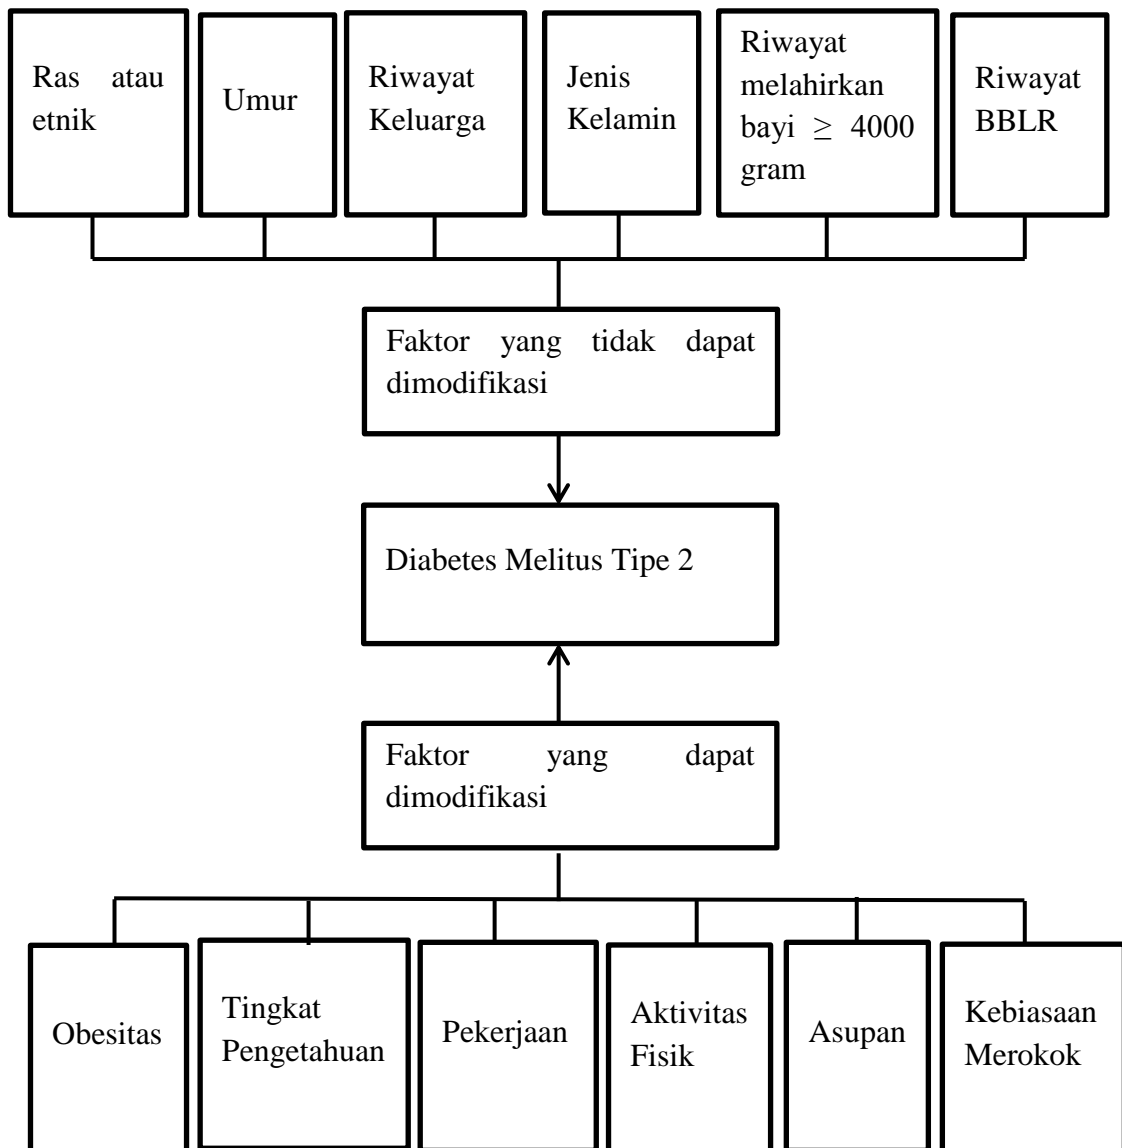 Ras atau
etnik
Umur
Riwayat
Keluarga
Jenis
Kelamin
Riwayat
melahirkan
bayi ≥ 4000
gram
Riwayat
BBLR
Faktor yang tidak dapat
dimodifikasi
Diabetes Melitus Tipe 2
Faktor yang dapat
dimodifikasi
Obesitas
Tingkat
Pengetahuan
Pekerjaan
Aktivitas
Fisik
Asupan
Kebiasaan
Merokok